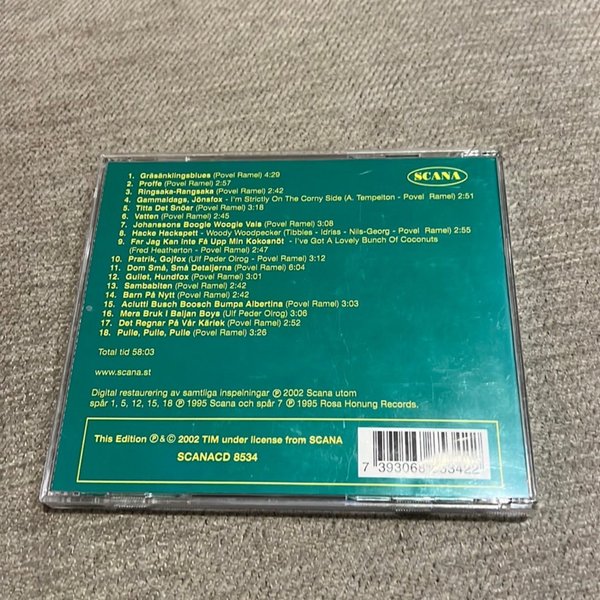 SCANA
1. Gräsänklingsblues (Povel Ramel) 4:29
2. Proffe (Povel Ramel) 2:57
3. Ringsaka-Rangsaka (Povel Ramel) 2:42
4. Gammaldags, Jönsfox - I'm Strictly On The Corny Side (A. Tempelton - Povel Ramel) 2:51
5. Titta Det Snöar (Povel Ramel) 3:18
6. Vatten (Povel Ramel) 2:45
7. Johanssons Boogie Woogie Vals (Povel Ramel) 3:08
8. Hacke Hackspett - Woody Woodpecker (Tibbles - Idriss - Nils-Georg - Povel Ramel) 2:55
9. Far Jag Kan Inte Få Upp Min Kokosnöt - I've Got A Lovely Bunch Of Coconuts
(Fred Heatherton - Povel Ramel) 2:47
10. Pratrik, Gojfox (Ulf Peder Olrog - Povel Ramel) 3:12
11. Dom Små, Små Detaljerna (Povel Ramel) 6:04
12. Gullet, Hundfox (Povel Ramel) 3:01
13. Sambabiten (Povel Ramel) 2:42
14. Barn På Nytt (Povel Ramel) 2:42
15. Aciutti Busch Boosch Bumpa Albertina (Povel Ramel) 3:03
16. Mera Bruk I Baljan Boys (Ulf Peder Olrog) 3:06
17. Det Regnar På Vår Kärlek (Povel Ramel) 2:52
18. Pulle, Pulle, Pulle (Povel Ramel) 3:26
Total tid 58:03
www.scana.st
Digital restaurering av samtliga inspelningar ℗ 2002 Scana utom
spår 1, 5, 12, 15, 18 ℗ 1995 Scana och spår 7 ℗ 1995 Rosa Honung Records.
This Edition ℗ & © 2002 TIM under license from SCANA
SCANACD 8534
7 393068 853422